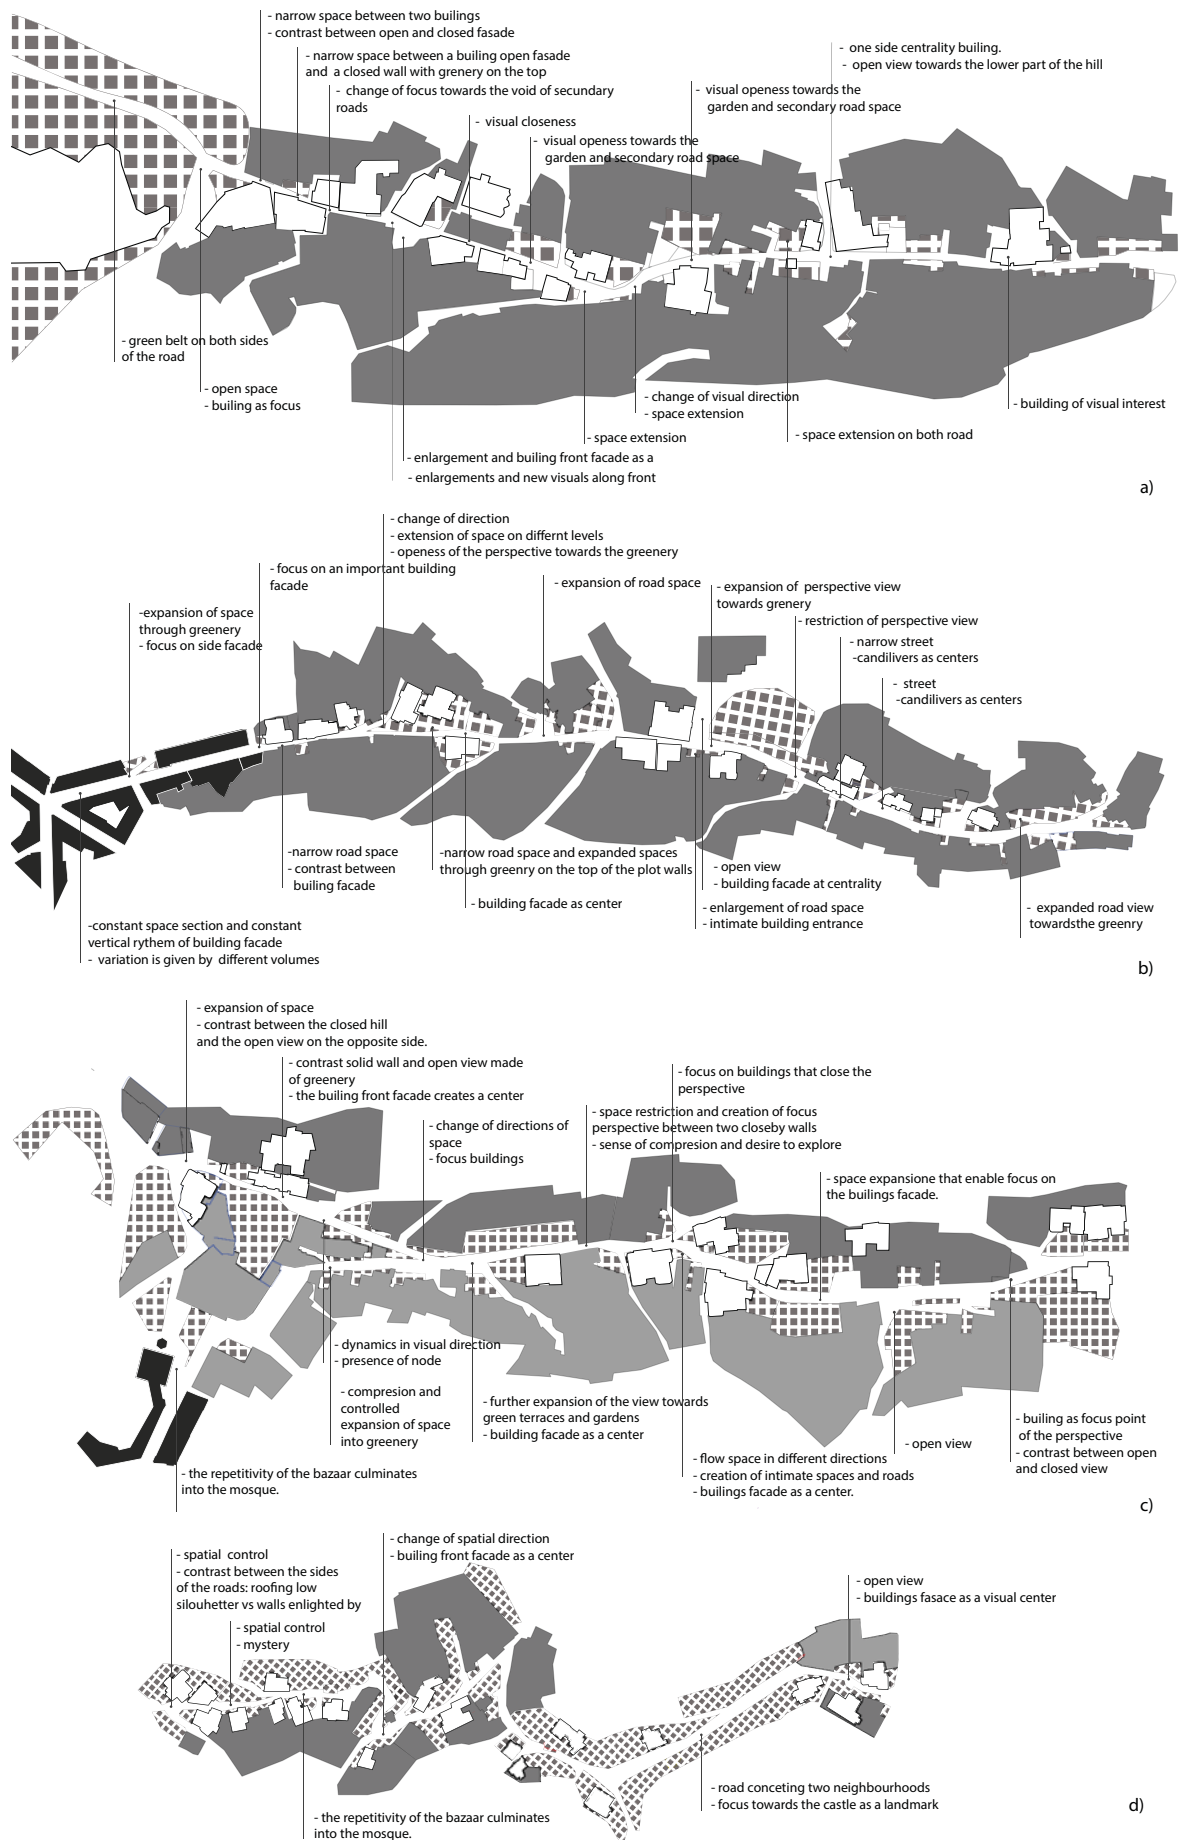 - narrow space between two builings
- contrast between open and closed fasade
- narrow space between a builing open fasade
and a closed wall with grenery on the top
- change of focus towards the void of secundary
roads
- visual closeness
- visual openess towards the
garden and secondary road space
- visual openess towards the
garden and secondary road space
- one side centrality builing.
- open view towards the lower part of the hill
- green belt on both sides
of the road
- open space
- builing as focus
- change of visual direction
- space extension
- building of visual interest
- space extension
- space extension on both road
- enlargement and builing front facade as a
- enlargements and new visuals along front
a)
- change of direction
- extension of space on differnt levels
- openess of the perspective towards the greenery
- focus on an important building
facade
-expansion of space
through greenery
- focus on side facade
- expansion of road space
- expansion of perspective view
towards grenery
- restriction of perspective view
- narrow street
-candilivers as centers
- street
-candilivers as centers
-narrow road space
- contrast between
builing facade
-narrow road space and expanded spaces
through greenry on the top of the plot walls
- building facade as center
- open view
- building facade at centrality
- enlargement of road space
- intimate building entrance
- expanded road view
towardsthe greenry
-constant space section and constant
vertical rythem of building facade
- variation is given by different volumes
b)
- expansion of space
- contrast between the closed hill
and the open view on the opposite side.
- contrast solid wall and open view made
of greenery
- the builing front facade creates a center
- change of directions of
space
- focus buildings
- focus on buildings that close the
perspective
- space restriction and creation of focus
perspective between two closeby walls
- sense of compresion and desire to explore
- space expansione that enable focus on
the builings facade.
- dynamics in visual direction
- presence of node
- compresion and
controlled
expansion of space
into greenery
- further expansion of the view towards
green terraces and gardens
- building facade as a center
- flow space in different directions
- creation of intimate spaces and roads
- builings facade as a center.
- open view
- builing as focus point
of the perspective
- contrast between open
and closed view
- the repetitivity of the bazaar culminates
into the mosque.
c)
- change of spatial direction
- builing front facade as a center
- spatial control
- contrast between the sides
of the roads: roofing low
silouhetter vs walls enlighted by
- spatial control
- mystery
- open view
- buildings fasace as a visual center
- road conceting two neighbourhoods
- focus towards the castle as a landmark
- the repetitivity of the bazaar culminates
into the mosque.
d)